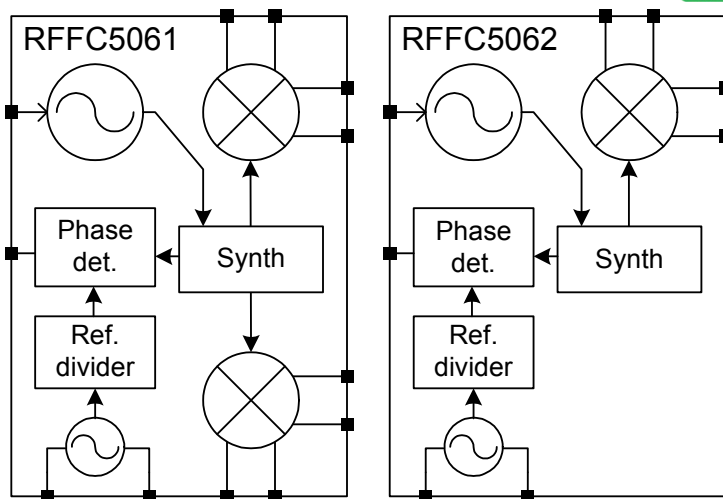 RFFC5061
Phase
det.
Synth
Ref.
divider
RFFC5062
Phase
det.
Synth
Ref.
divider